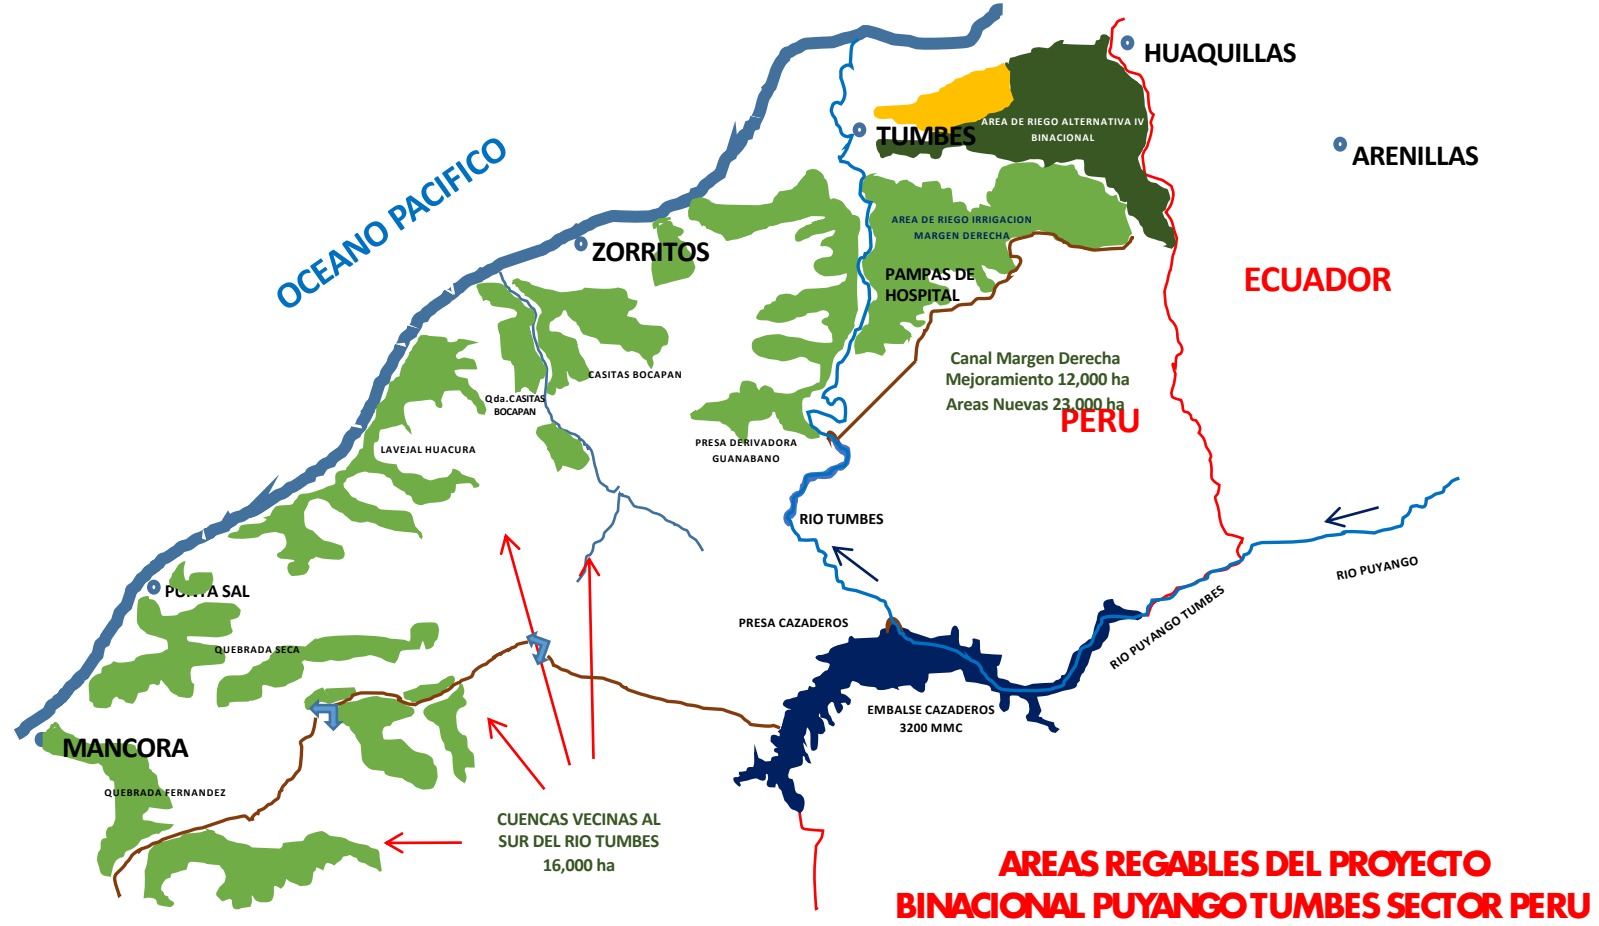 HUAQUILLAS
AREA DE RIEGO ALTERNATIVA IV
BINACIONAL
TUMBES
ARENILLAS
OCEANO PACIFICO
AREA DE RIEGO IRRIGACION
MARGEN DERECHA
ZORRITOS
PAMPAS DE
HOSPITAL
ECUADOR
Canal Margen Derecha
Mejoramiento 12,000 ha
Areas Nuevas 23,000 ha
PERU
CASITAS BOCAPAN
Qda.CASITAS
BOCAPAN
LAVEJAL HUACURA
PRESA DERIVADORA
GUANABANO
RIO TUMBES
RIO PUYANGO
PUNTA SAL
RIO PUYANGO TUMBES
PRESA CAZADEROS
QUEBRADA SECA
EMBALSE CAZADEROS
3200 MMC
MANCORA
QUEBRADA FERNANDEZ
CUENCAS VECINAS AL
SUR DEL RIO TUMBES
16,000 ha
AREAS REGABLES DEL PROYECTO
BINACIONAL PUYANGO TUMBES SECTOR PERU